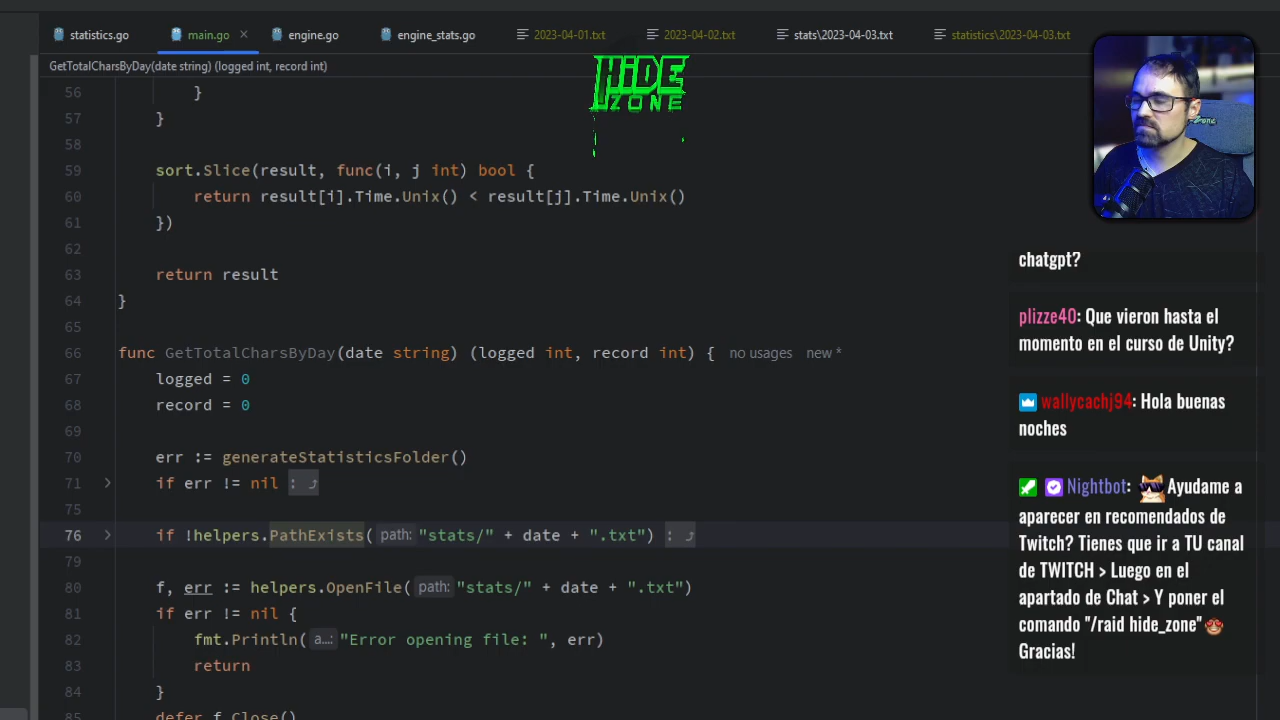 statistics.go
main.go
engine.go
engine_stats.go
2023-04-01.txt
2023-04-02.txt
stats\2023-04-03.txt
statistics\2023-04-03.txt
GetTotalCharsByDay(date string) (logged int, record int)
HiDE
ZONE
56 }
57 }
58
59 sort.Slice(result, func(i, j int) bool {
60 return result[i].Time.Unix() < result[j].Time.Unix()
61 })
62
63 return result
64 }
65
66 func GetTotalCharsByDay(date string) (logged int, record int) { no usages new *
67 logged = 0
68 record = 0
69
70 err := generateStatisticsFolder()
71 if err != nil :
75
76 if !helpers.PathExists( path: "stats/" + date + ".txt") :
79
80 f, err := helpers.OpenFile( path: "stats/" + date + ".txt")
81 if err != nil {
82 fmt.Println( a...: "Error opening file: ", err)
83 return
84 }
85 defer f.Close()
chatgpt?
plizze40: Que vieron hasta el
momento en el curso de Unity?
wallycachj94: Hola buenas
noches
Nightbot: Ayudame a
aparecer en recomendados de
Twitch? Tienes que ir a TU canal
de TWITCH > Luego en el
apartado de Chat > Y poner el
comando "/raid hide_zone"
Gracias!